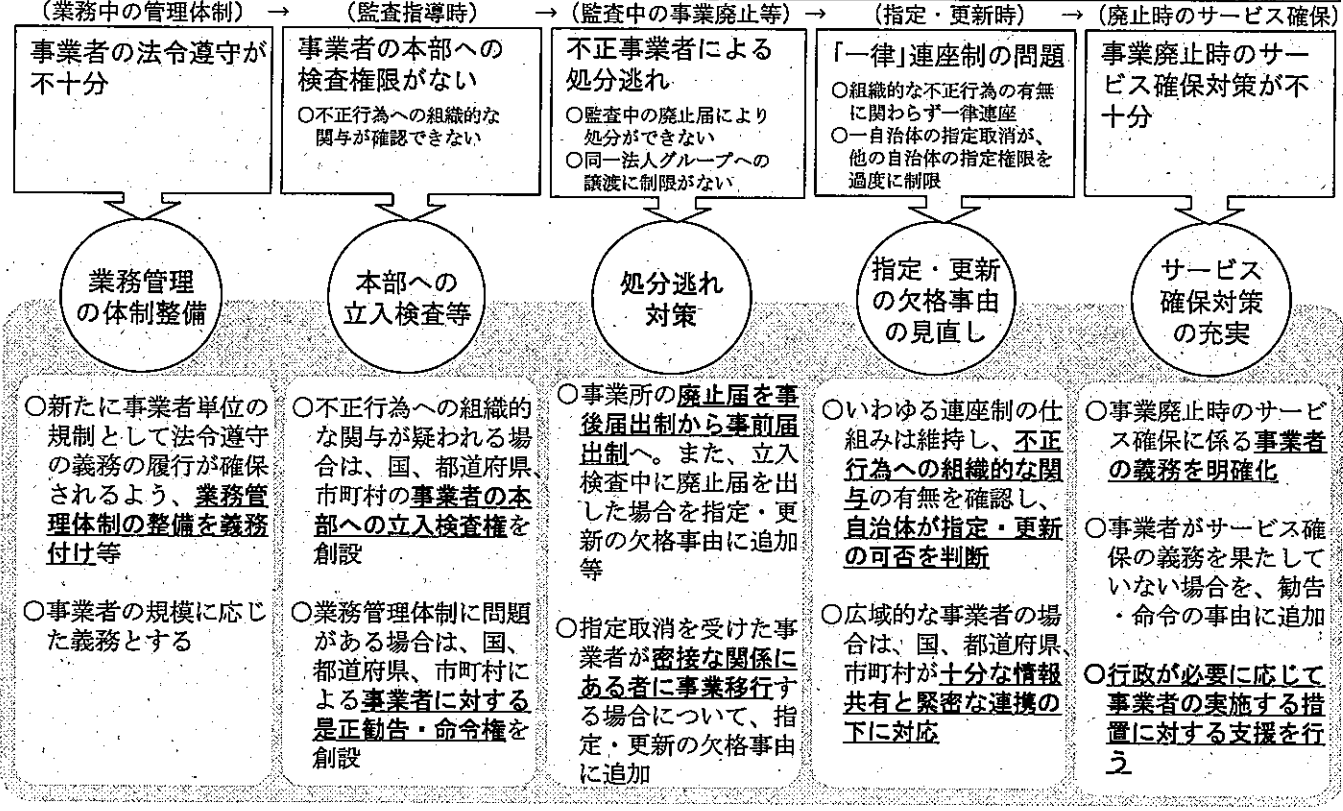 (業務中の管理体制) → (監査指導時) → (監査中の事業廃止等) → (指定・更新時) → (廃止時のサービス確保)
事業者の法令遵守が
不十分
事業者の本部への
検査権限がない
○不正行為への組織的な
関与が確認できない
不正事業者による
処分逃れ
○監査中の廃止届により
処分ができない
○同一法人グループへの
譲渡に制限がない
「一律」連座制の問題
○組織的な不正行為の有無
に関わらず一律連座
○一自治体の指定取消が、
他の自治体の指定権限を
過度に制限
事業廃止時のサー
ビス確保対策が不
十分
業務管理
の体制整備
本部への
立入検査等
処分逃れ
対策
指定・更新
の欠格事由
の見直し
サービス
確保対策
の充実
○新たに事業者単位の
規制として法令遵守
の義務の履行が確保
されるよう、業務管
理体制の整備を義務
付け等
○事業者の規模に応じ
た義務とする
○不正行為への組織的
な関与が疑われる場
合は、国、都道府県、
市町村の事業者の本
部への立入検査権を
創設
○業務管理体制に問題
がある場合は、国、
都道府県、市町村に
よる事業者に対する
是正勧告・命令権を
創設
○事業所の廃止届を事
後届出制から事前届
出制へ。また、立入
検査中に廃止届を出
した場合を指定・更
新の欠格事由に追加
等
○指定取消を受けた事
業者が密接な関係に
ある者に事業移行す
る場合について、指
定・更新の欠格事由
に追加
○いわゆる連座制の仕
組みは維持し、不正
行為への組織的な関
与の有無を確認し、
自治体が指定・更新
の可否を判断
○広域的な事業者の場
合は、国、都道府県、
市町村が十分な情報
共有と緊密な連携の
下に対応
○事業廃止時のサービ
ス確保に係る事業者
の義務を明確化
○事業者がサービス確
保の義務を果たして
いない場合を、勧告
・命令の事由に追加
○行政が必要に応じて
事業者の実施する措
置に対する支援を行
う